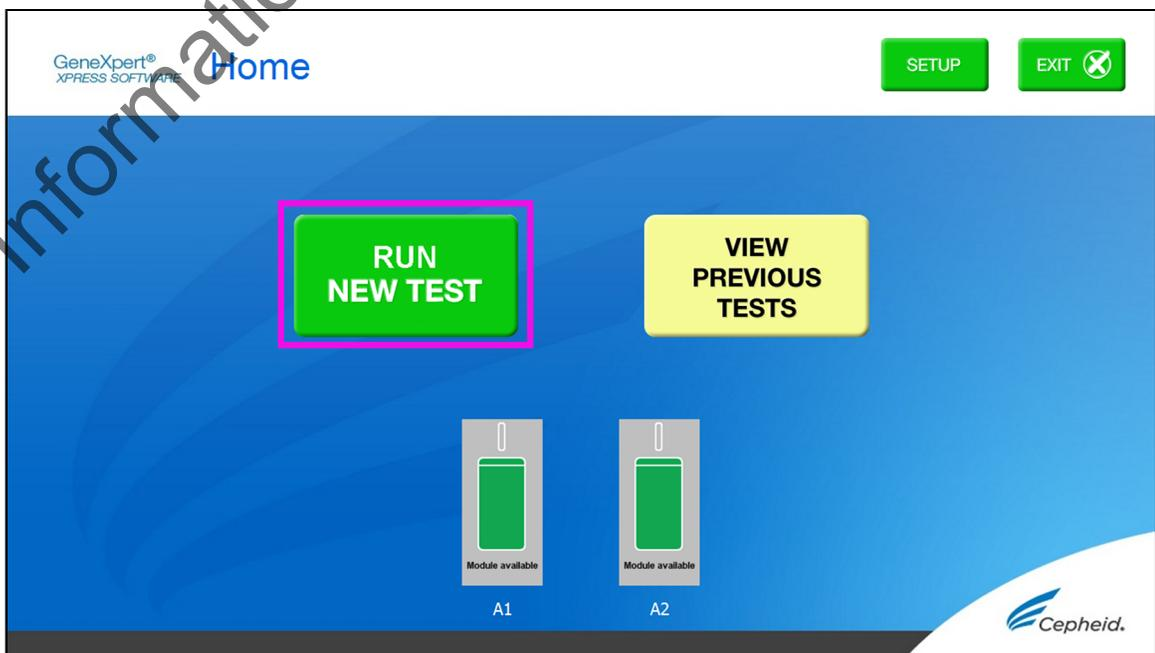 GeneXpert®
XPRESS SOFTWARE
Home
SETUP
EXIT
RUN
NEW TEST
VIEW
PREVIOUS
TESTS
Module available
Module available
A1
A2
Cepheid.